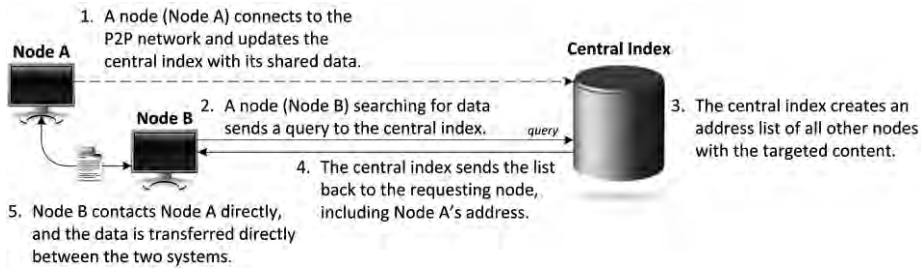 1. A node (Node A) connects to the
P2P network and updates the
central index with its shared data.
Node A
Central Index
Node B
2. A node (Node B) searching for data
sends a query to the central index.
query
3. The central index creates an
address list of all other nodes
with the targeted content.
4. The central index sends the list
back to the requesting node,
including Node A's address.
5. Node B contacts Node A directly,
and the data is transferred directly
between the two systems.